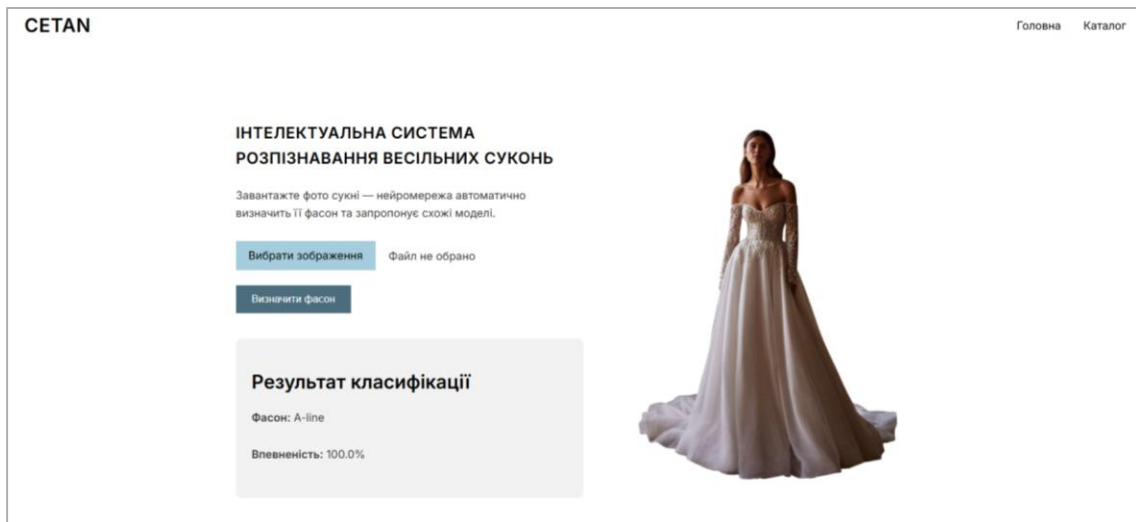 CETAN
Головна Каталог
ІНТЕЛЕКТУАЛЬНА СИСТЕМА
РОЗПІЗНАВАННЯ ВЕСІЛЬНИХ СУКОНЬ
Завантажте фото сукні — нейромережа автоматично
визначить її фасон та запропонує схожі моделі.
Вибрати зображення Файл не обрано
Визначити фасон
Результат класифікації
Фасон: A-line
Впевненість: 100.0%